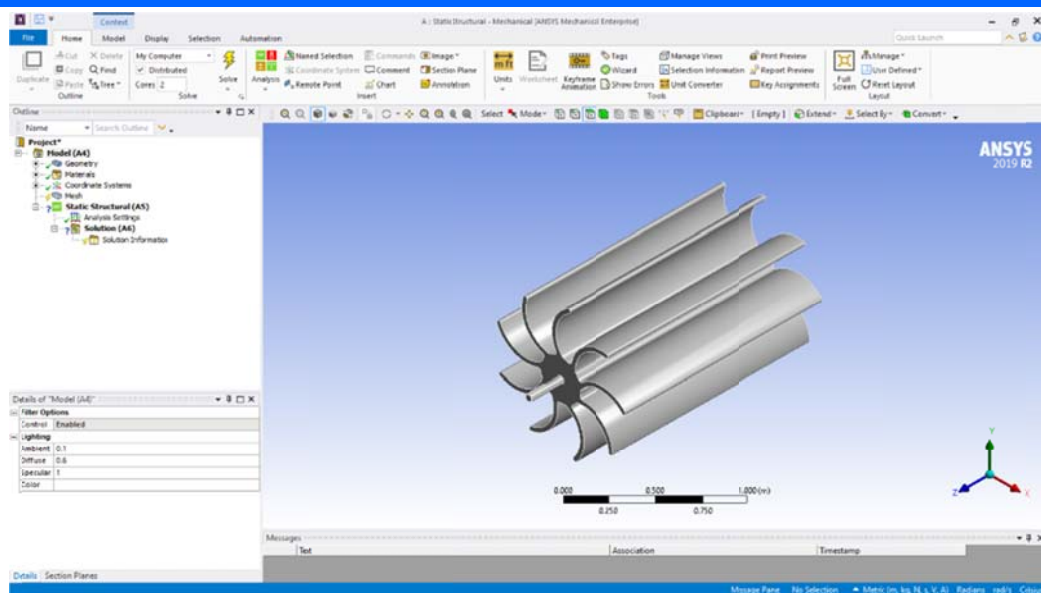 A : Static Structural - Mechanical [ANSYS Mechanical Enterprise]
Context
File Home Model Display Selection Automation
Quick Launch
Duplicate
Cut
Copy
Paste
Delete
Find
Tree
Outline
My Computer
Distributed
Cores 2
Solve
Solve
Analysis
Named Selection
Coordinate System
Remote Point
Commands
Comment
Chart
Image
Section Plane
Annotation
Insert
Units
Worksheet
Keyframe Animation
Tags
Wizard
Show Errors
Manage Views
Selection Information
Unit Converter
Print Preview
Report Preview
Key Assignments
Tools
Full Screen
Manage
User Defined
Reset Layout
Layout
Outline
Select Mode Clipboard [Empty] Extend Select By Convert
Name Search Outline
Project*
Model (A4)
Geometry
Materials
Coordinate Systems
Mesh
Static Structural (A5)
Analysis Settings
Solution (A6)
Solution Information
ANSYS
2019 R2
Details of "Model (A4)"
Filter Options
Control Enabled
Lighting
Ambient 0.1
Diffuse 0.6
Specular 1
Color
0.000 0.500 1.000 (m)
0.250 0.750
Y
Z X
Messages
Text Association Timestamp
Details Section Planes
Message Pane No Selection Metric (m, kg, N, s, V, A) Radians rad/s Celsius